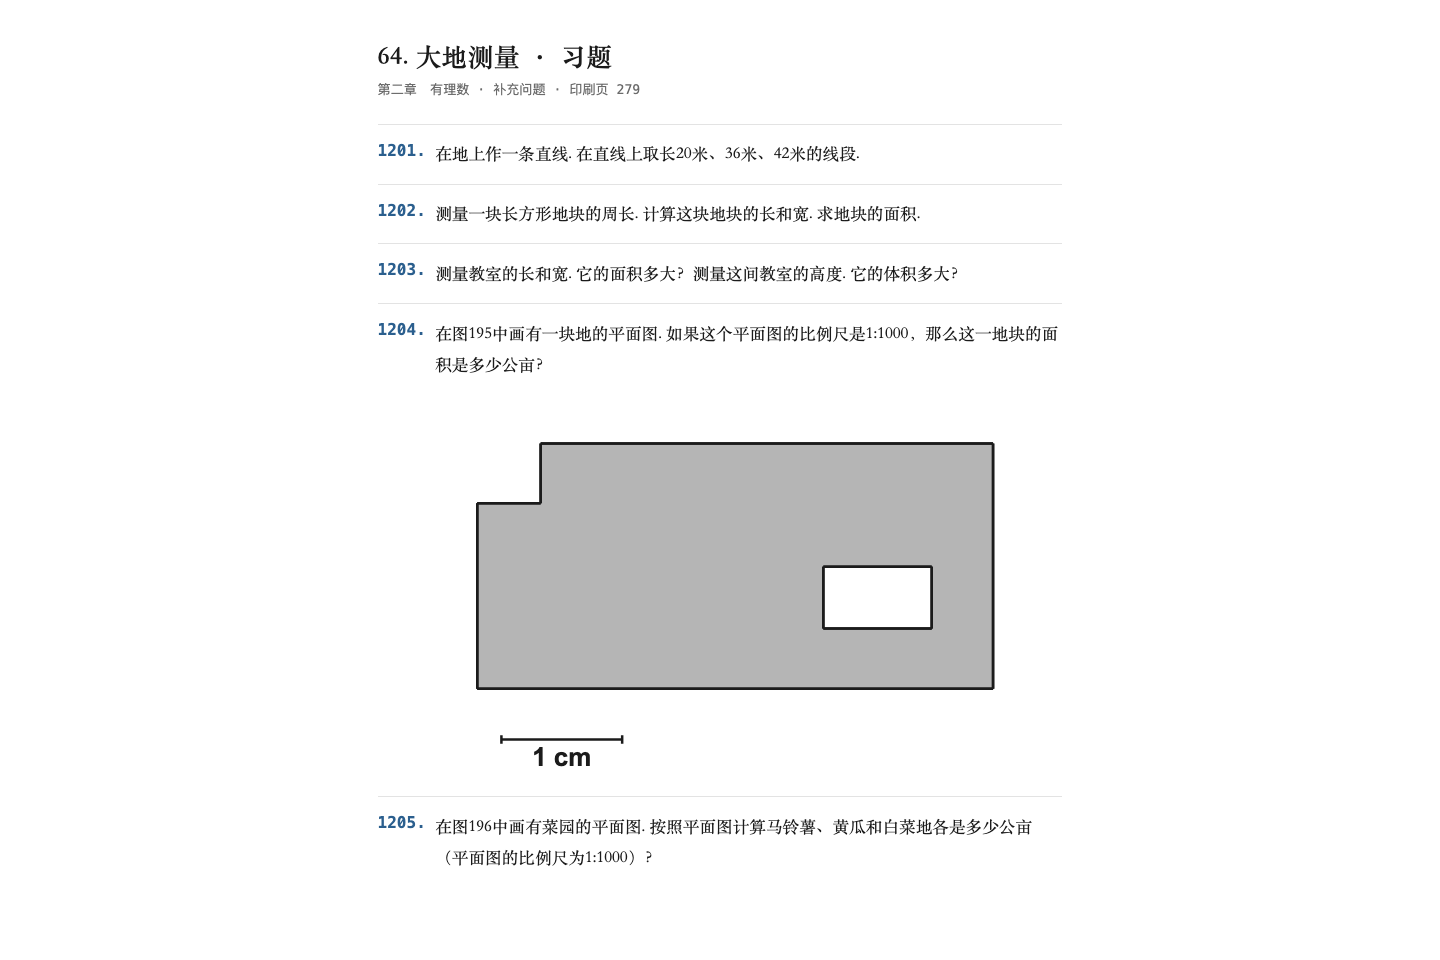 64. 大地测量 · 习题
第二章　有理数 · 补充问题 · 印刷页 279
1201. 在地上作一条直线. 在直线上取长20米、36米、42米的线段.
1202. 测量一块长方形地块的周长. 计算这块地块的长和宽. 求地块的面积.
1203. 测量教室的长和宽. 它的面积多大? 测量这间教室的高度. 它的体积多大?
1204. 在图195中画有一块地的平面图. 如果这个平面图的比例尺是1:1000，那么这一地块的面
积是多少公亩?
1 cm
1205. 在图196中画有菜园的平面图. 按照平面图计算马铃薯、黄瓜和白菜地各是多少公亩
（平面图的比例尺为1:1000）?